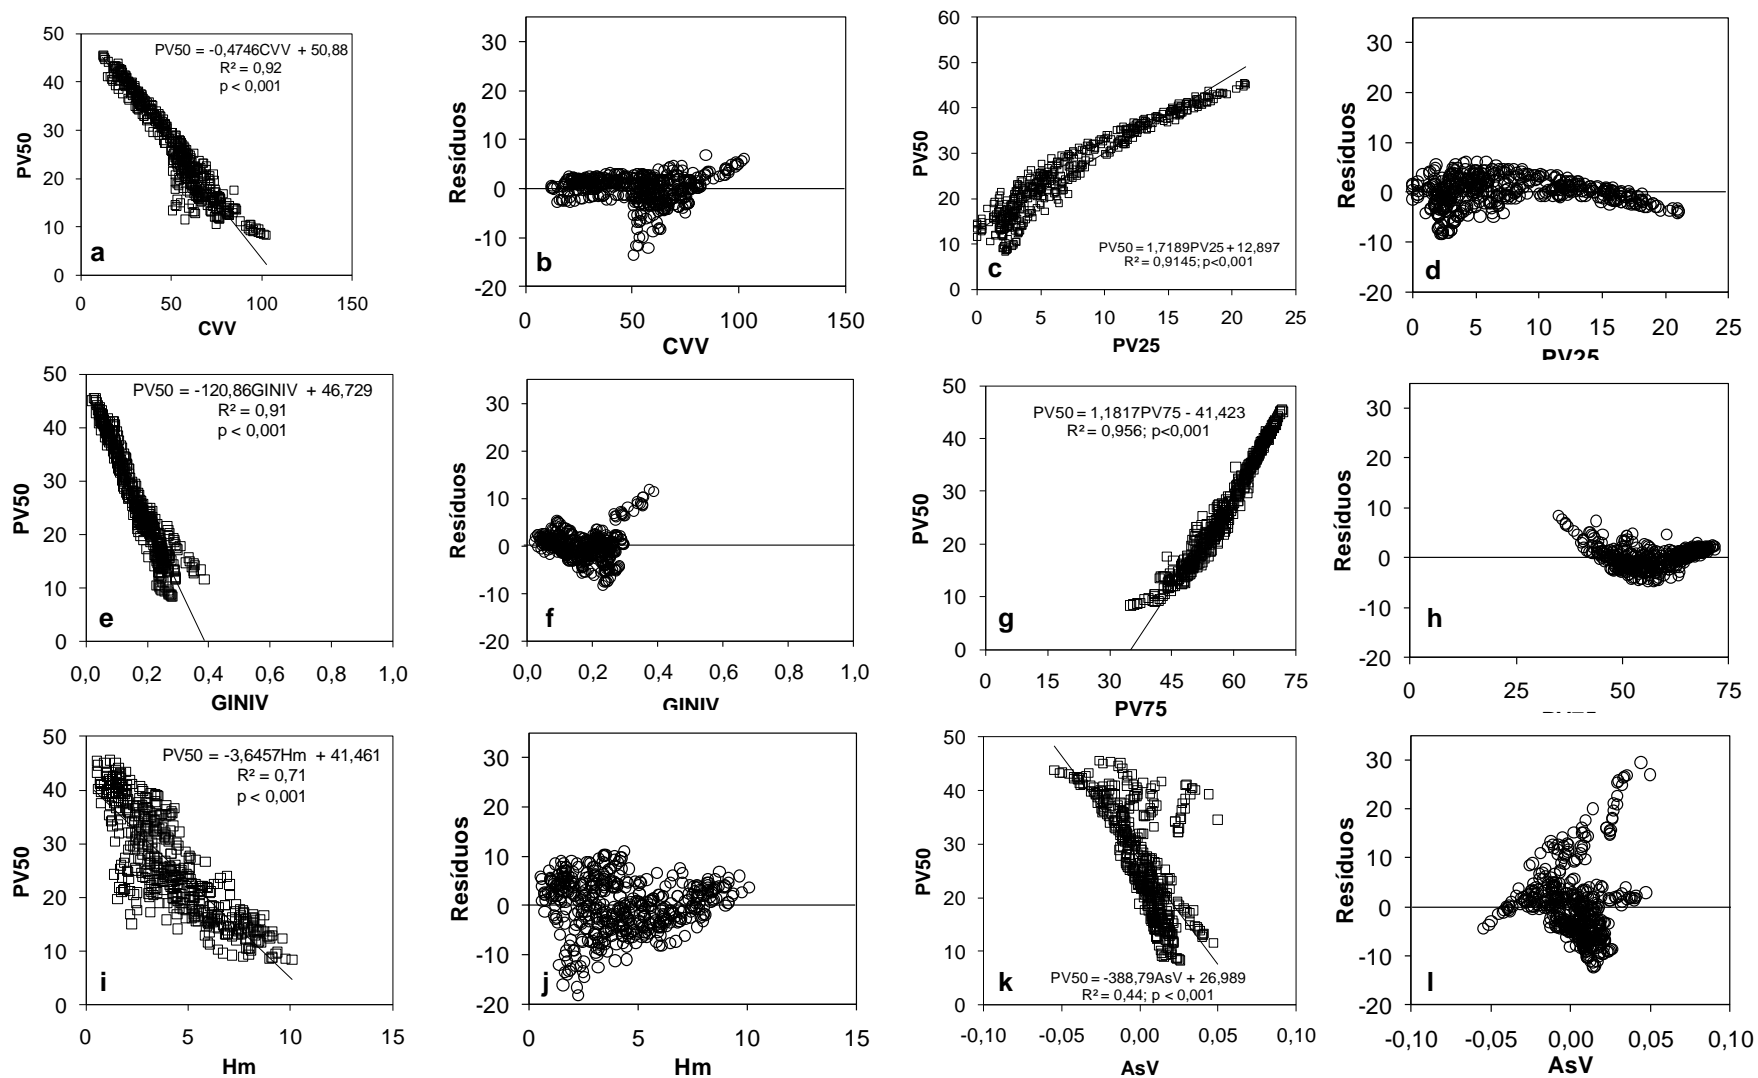 PV50 = -0,4746CVV + 50,88
R² = 0,92
p < 0,001
50
40
30
20
10
0
PV50
a
0 50 100 150
CVV
30
20
10
0
-10
-20
Resíduos
b
0 50 100 150
CVV
60
50
40
30
20
10
0
PV50
PV50 = 1,7189PV25 + 12,897
R² = 0,9145; p<0,001
c
0 5 10 15 20 25
PV25
30
20
10
0
-10
-20
Resíduos
d
0 5 10 15 20 25
PV25
PV50 = -120,86GINIV + 46,729
R² = 0,91
p < 0,001
50
40
30
20
10
0
PV50
e
0,0 0,2 0,4 0,6 0,8 1,0
GINIV
30
20
10
0
-10
-20
Resíduos
f
0,0 0,2 0,4 0,6 0,8 1,0
GINIV
PV50 = 1,1817PV75 - 41,423
R² = 0,956; p<0,001
50
40
30
20
10
0
PV50
g
0 15 30 45 60 75
PV75
30
20
10
0
-10
-20
Resíduos
h
0 25 50 75
PV50 = -3,6457Hm + 41,461
R² = 0,71
p < 0,001
50
40
30
20
10
0
PV50
i
0 5 10 15
Hm
30
20
10
0
-10
-20
Resíduos
j
0 5 10 15
Hm
50
40
30
20
10
0
PV50
k
PV50 = -388,79AsV + 26,989
R² = 0,44; p < 0,001
-0,10 -0,05 0,00 0,05 0,10
AsV
30
20
10
0
-10
-20
Resíduos
l
-0,10 -0,05 0,00 0,05 0,10
AsV